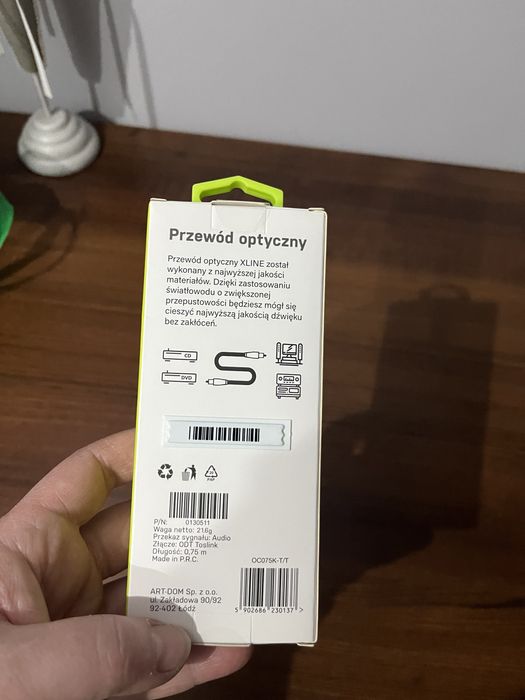 Przewód optyczny
Przewód optyczny XLINE został
wykonany z najwyższej jakości
materiałów. Dzięki zastosowaniu
światłowodu o zwiększonej
przepustowości będziesz mógł się
cieszyć najwyższą jakością dźwięku
bez zakłóceń.
CD
DVD
PAP
P/N: 0130511
Waga netto: 21.6g
Przekaz sygnału: Audio
Złącze: ODT Toslink
Długość: 0,75 m
Made in P.R.C.
OC075K-T/T
ART-DOM Sp. z o.o.
ul. Zakładowa 90/92
92-402 Łódź
5 902686 230137 >